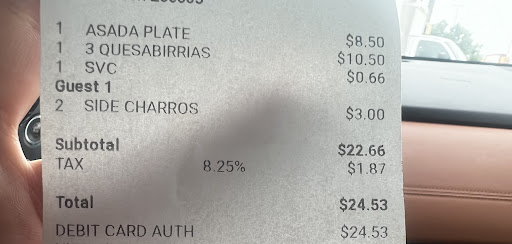 1 ASADA PLATE $8.50
1 3 QUESABIRRIAS $10.50
1 SVC $0.66
Guest 1
2 SIDE CHARROS $3.00
Subtotal $22.66
TAX 8.25% $1.87
Total $24.53
DEBIT CARD AUTH $24.53